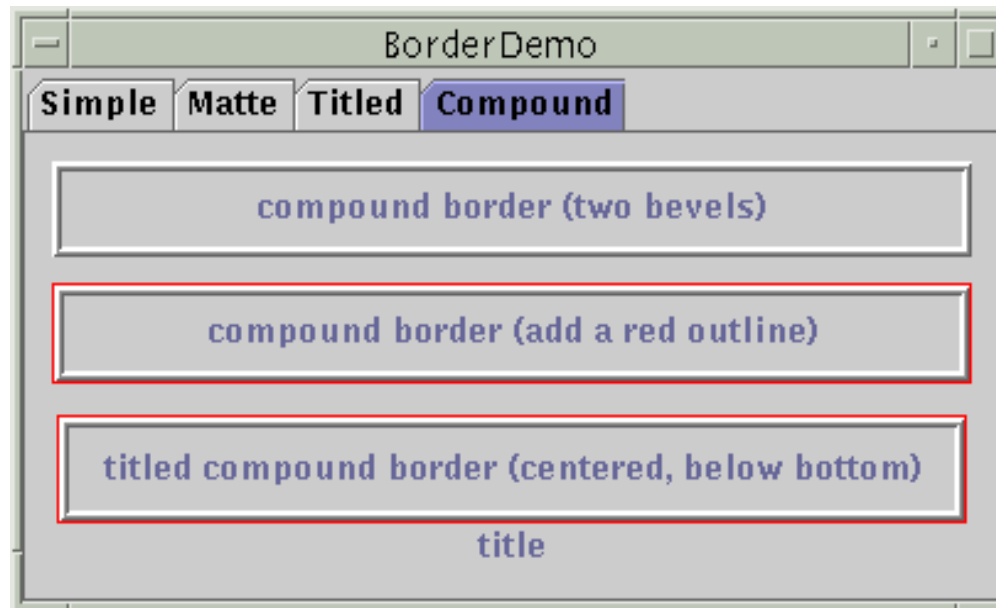 BorderDemo
Simple Matte Titled Compound
compound border (two bevels)
compound border (add a red outline)
titled compound border (centered, below bottom)
title